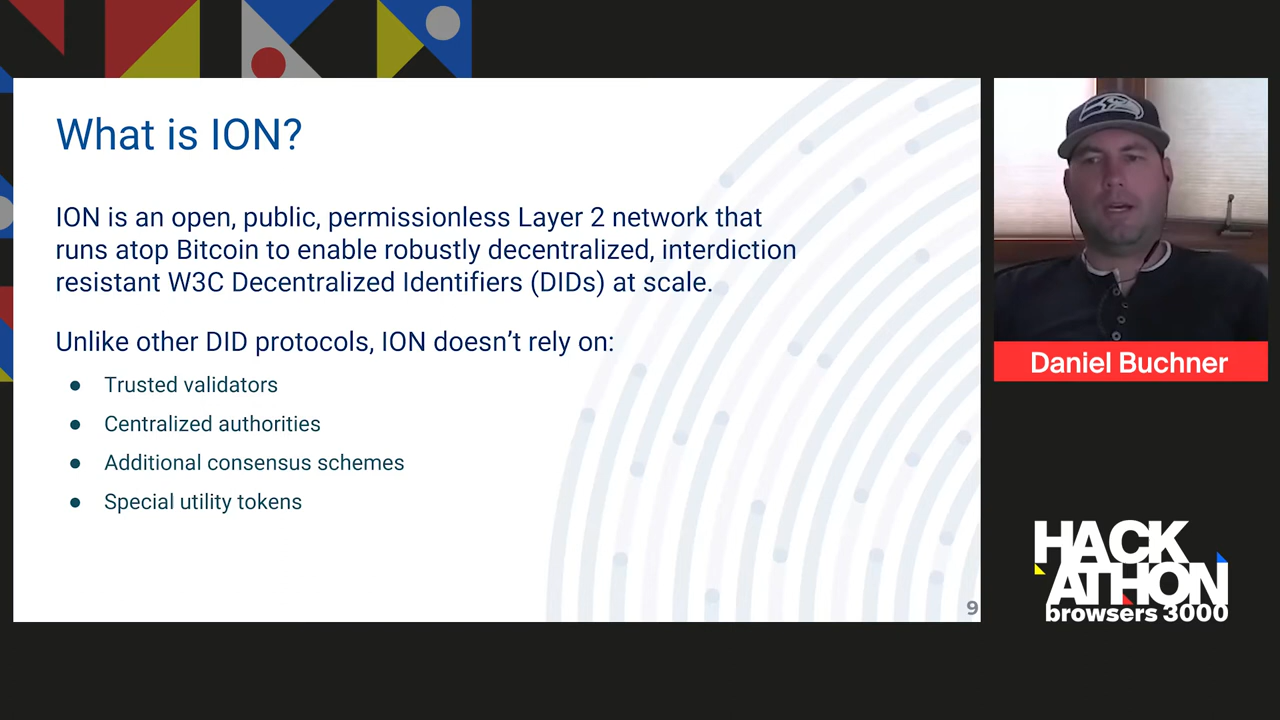 What is ION?
ION is an open, public, permissionless Layer 2 network that
runs atop Bitcoin to enable robustly decentralized, interdiction
resistant W3C Decentralized Identifiers (DIDs) at scale.
Unlike other DID protocols, ION doesn’t rely on:
● Trusted validators
● Centralized authorities
● Additional consensus schemes
● Special utility tokens
9
Daniel Buchner
HACK
ATHON
browsers 3000